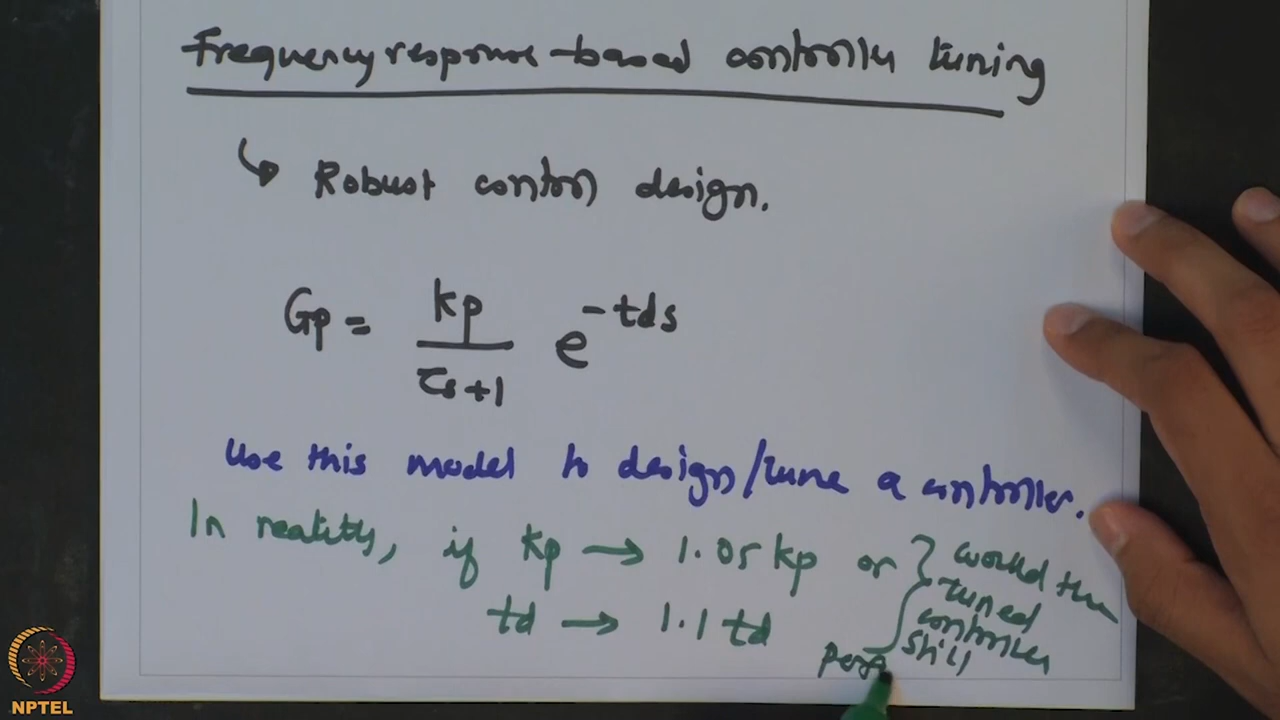 Frequency response-based controller tuning
↳ Robust control design.
Gp = kp / τs+1 e^-tds
Use this model to design/tune a controller.
In reality, if kp → 1.05 kp or } would the
td → 1.1 td
tuned
controller
still
NPTEL